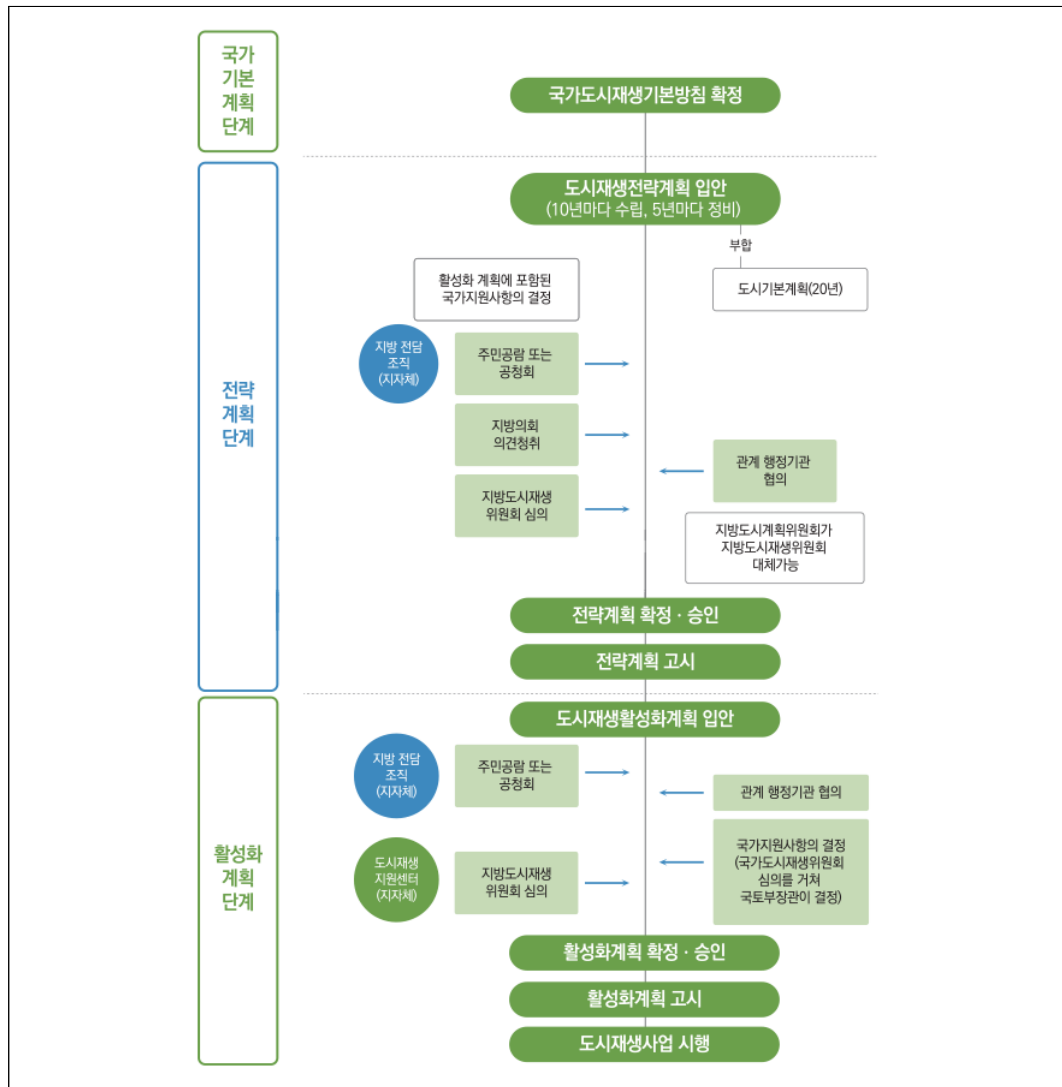 국가
기본
계획
단계
국가도시재생기본방침 확정
전략
계획
단계
도시재생전략계획 입안
(10년마다 수립, 5년마다 정비)
부합
도시기본계획(20년)
활성화 계획에 포함된
국가지원사항의 결정
지방 전담
조직
(지자체)
주민공람 또는
공청회
지방의회
의견청취
관계 행정기관
협의
지방도시재생
위원회 심의
지방도시계획위원회가
지방도시재생위원회
대체가능
전략계획 확정 · 승인
전략계획 고시
활성화
계획
단계
도시재생활성화계획 입안
지방 전담
조직
(지자체)
주민공람 또는
공청회
관계 행정기관 협의
도시재생
지원센터
(지자체)
지방도시재생
위원회 심의
국가지원사항의 결정
(국가도시재생위원회
심의를 거쳐
국토부장관이 결정)
활성화계획 확정 · 승인
활성화계획 고시
도시재생사업 시행